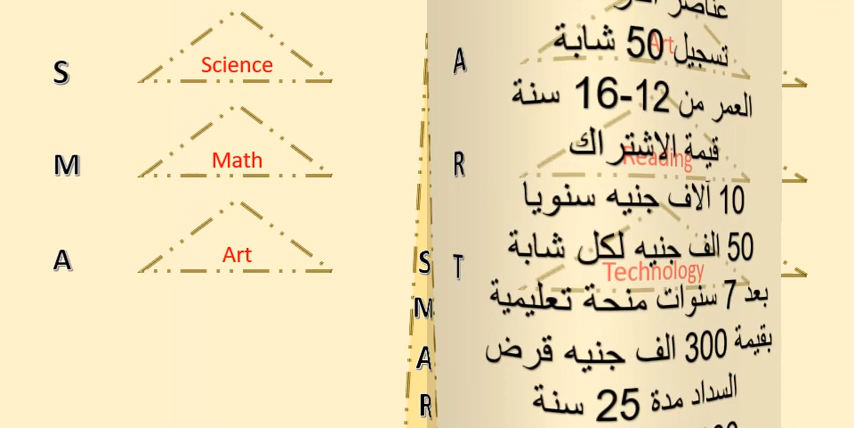 S
Science
M
Math
A
Art
S
M
A
R
A
Art
R
Reading
T
Technology
عناصر
تسجيل 50 شابة
العمر من 12-16 سنة
قيمة الاشتراك
10 آلاف جنيه سنويا
50 الف جنيه لكل شابة
بعد 7 سنوات منحة تعليمية
بقيمة 300 الف جنيه قرض
السداد مدة 25 سنة